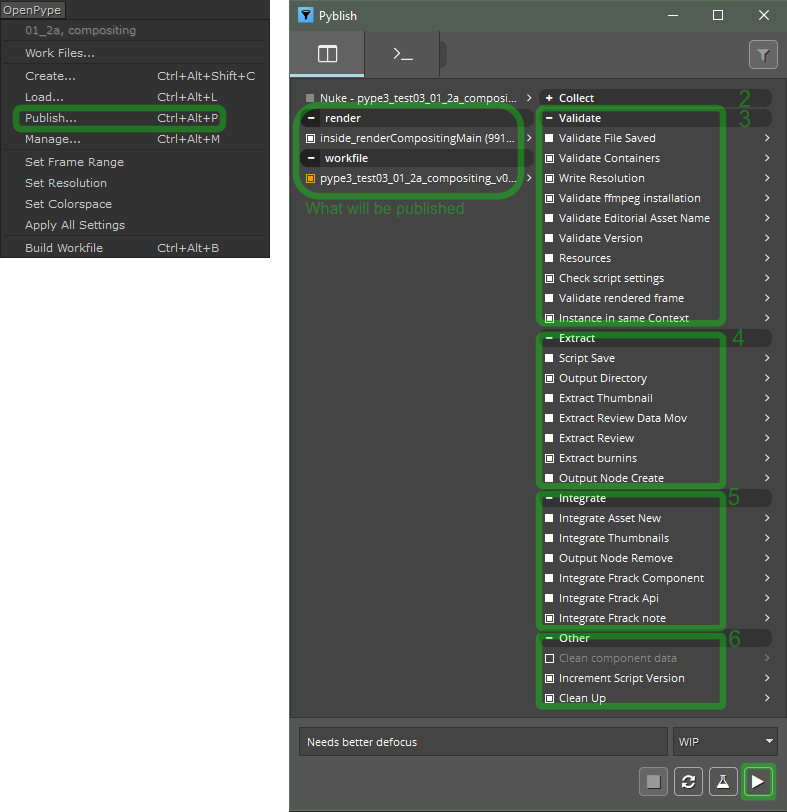 OpenPype
01_2a, compositing
Work Files...
Create... Ctrl+Alt+Shift+C
Load... Ctrl+Alt+L
Publish... Ctrl+Alt+P
Manage... Ctrl+Alt+M
Set Frame Range
Set Resolution
Set Colorspace
Apply All Settings
Build Workfile Ctrl+Alt+B
Pyblish
Nuke - pype3_test03_01_2a_composi...
render
inside_renderCompositingMain (991...
workfile
pype3_test03_01_2a_compositing_v0...
What will be published
Collect 2
Validate 3
Validate File Saved
Validate Containers
Write Resolution
Validate ffmpeg installation
Validate Editorial Asset Name
Validate Version
Resources
Check script settings
Validate rendered frame
Instance in same Context
Extract 4
Script Save
Output Directory
Extract Thumbnail
Extract Review Data Mov
Extract Review
Extract burnins
Output Node Create
Integrate 5
Integrate Asset New
Integrate Thumbnails
Output Node Remove
Integrate Ftrack Component
Integrate Ftrack Api
Integrate Ftrack note
Other 6
Clean component data
Increment Script Version
Clean Up
Needs better defocus
WIP